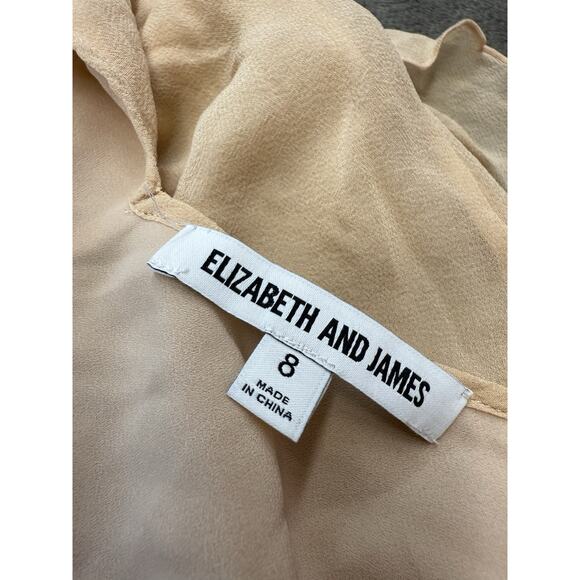 ELIZABETH AND JAMES
8
MADE
IN CHINA